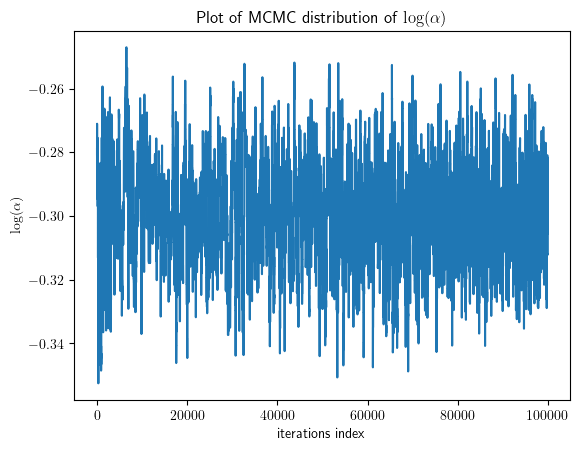 Plot of MCMC distribution of log(α)
−0.26
−0.28
−0.30
−0.32
−0.34
log(α)
0 20000 40000 60000 80000 100000
iterations index